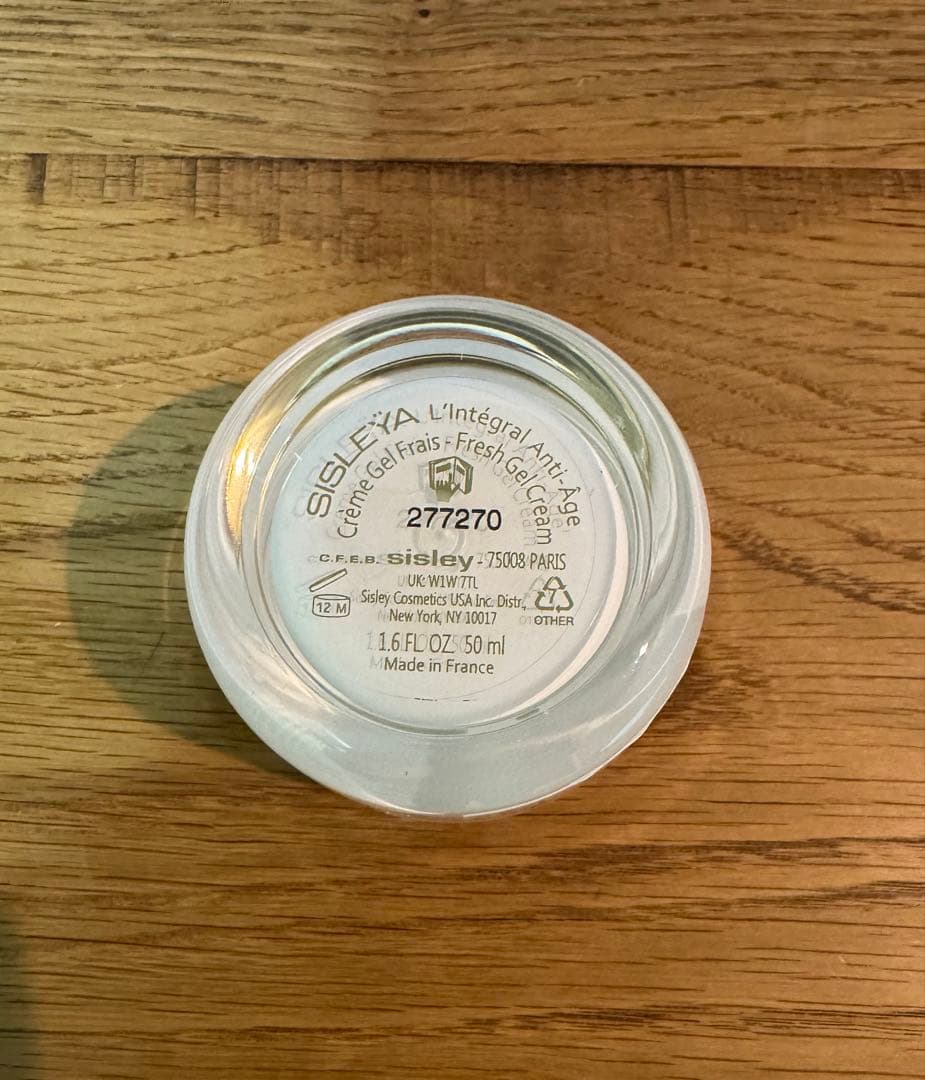 SISLEŸA L'Intégral Anti-Âge
Crème Gel Frais - Fresh Gel Cream
277270
C.F.E.B. sisley - 75008 PARIS
UK: W1W 7TL
12 M
Sisley Cosmetics USA Inc. Distr.,
New York, NY 10017
7
OTHER
1.6 FL OZ 50 ml
Made in France